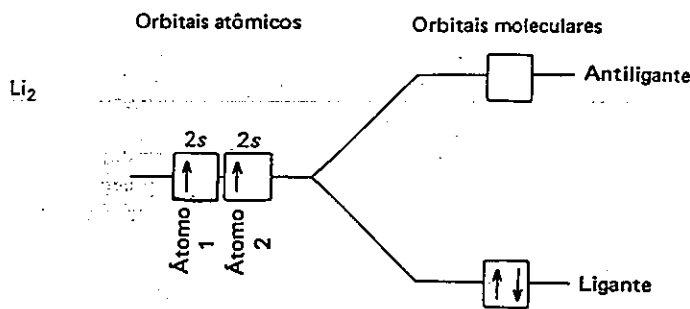 Orbitais atômicos
Orbitais moleculares
Li₂
Antiligante
2s 2s
Átomo 1
Átomo 2
Ligante